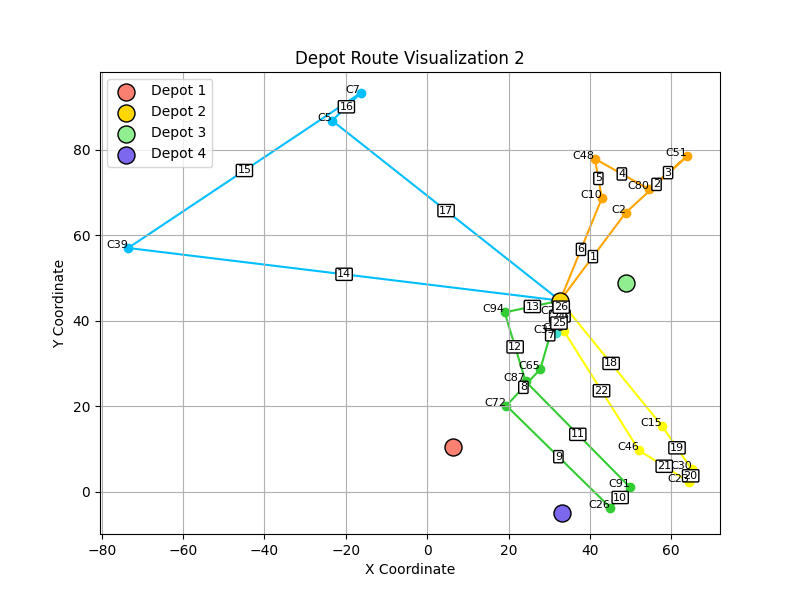 Depot Route Visualization 2
Depot 1
Depot 2
Depot 3
Depot 4
C7
16
C5
15
17
C39
14
C48
C51
4
3
5
C80
2
C10
C2
6
1
26
13
C94
25
7
12
C65
C87
8
C72
18
22
11
9
C15
C46
19
21
C30
20
C91
10
C26
80
60
40
20
0
−80
−60
−40
−20
0
20
40
60
Y Coordinate
X Coordinate